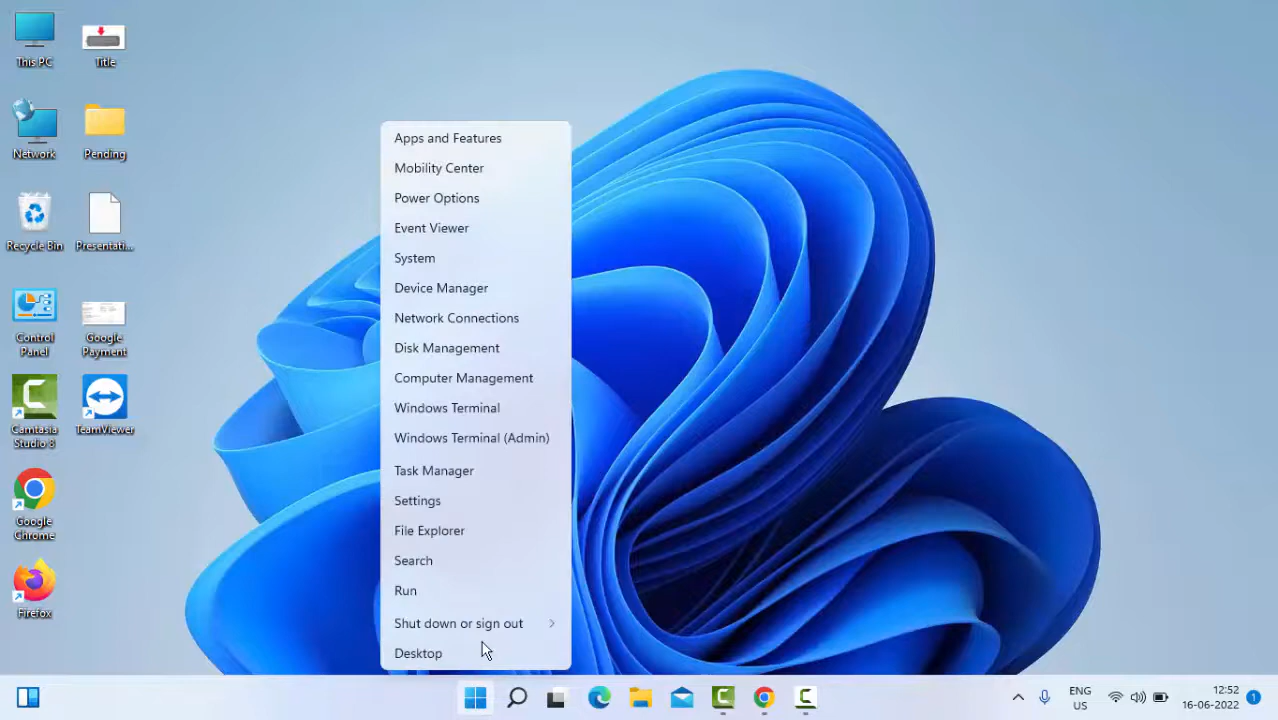 This PC
Title
Network
Pending
Recycle Bin
Presentati...
Control
Panel
Google
Payment
Camtasia
Studio 8
TeamViewer
Google
Chrome
Firefox
Apps and Features
Mobility Center
Power Options
Event Viewer
System
Device Manager
Network Connections
Disk Management
Computer Management
Windows Terminal
Windows Terminal (Admin)
Task Manager
Settings
File Explorer
Search
Run
Shut down or sign out
Desktop
ENG
US
12:52
16-06-2022
1